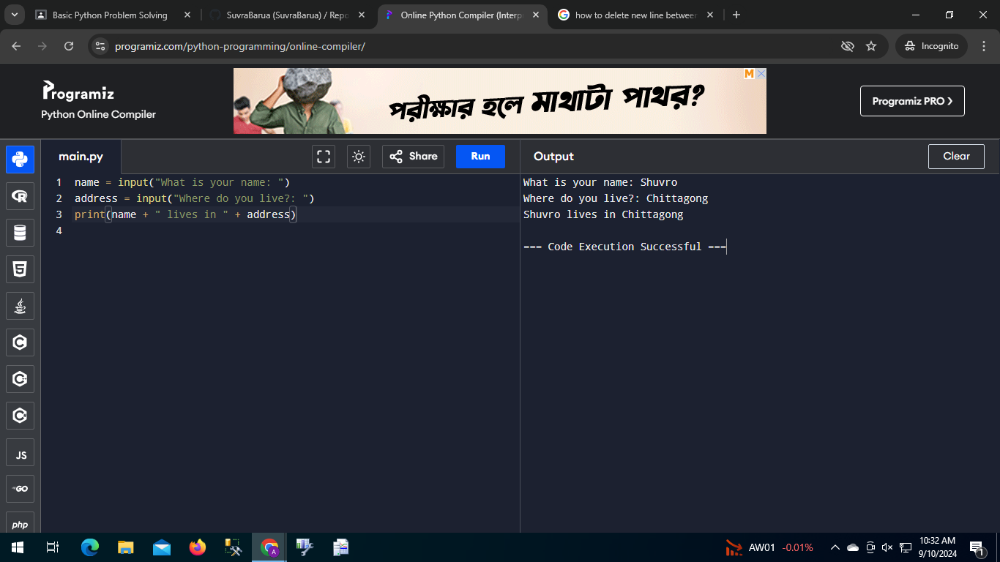 Basic Python Problem Solving
SuvraBarua (SuvraBarua) / Repo
Online Python Compiler (Interp
how to delete new line between
programiz.com/python-programming/online-compiler/
Incognito
Programiz
Python Online Compiler
পরীক্ষার হলে মাথাটা পাথর?
M
Programiz PRO
main.py
Share
Run
Output
Clear
1 name = input("What is your name: ")
2 address = input("Where do you live?: ")
3 print(name + " lives in " + address)
4
What is your name: Shuvro
Where do you live?: Chittagong
Shuvro lives in Chittagong
=== Code Execution Successful ===
R
5
C
C
C
JS
GO
php
A
AW01 -0.01%
10:32 AM
9/10/2024
1